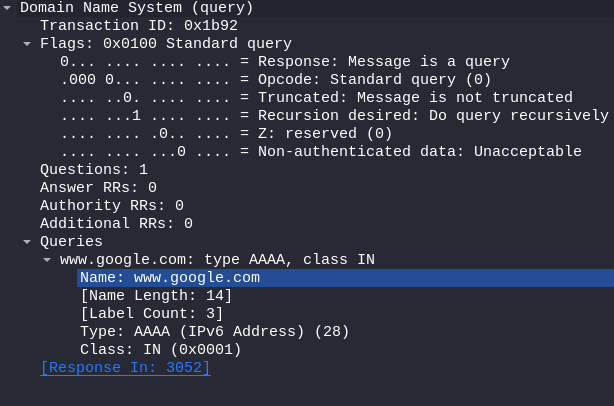 Domain Name System (query)
Transaction ID: 0x1b92
Flags: 0x0100 Standard query
0... .... .... .... = Response: Message is a query
.000 0... .... .... = Opcode: Standard query (0)
.... ..0. .... .... = Truncated: Message is not truncated
.... ...1 .... .... = Recursion desired: Do query recursively
.... .... .0.. .... = Z: reserved (0)
.... .... ...0 .... = Non-authenticated data: Unacceptable
Questions: 1
Answer RRs: 0
Authority RRs: 0
Additional RRs: 0
Queries
www.google.com: type AAAA, class IN
Name: www.google.com
[Name Length: 14]
[Label Count: 3]
Type: AAAA (IPv6 Address) (28)
Class: IN (0x0001)
[Response In: 3052]